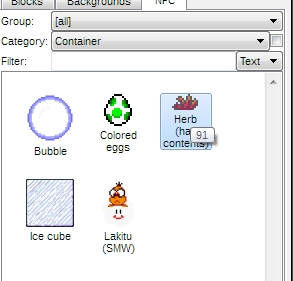 Blocks Backgrounds NPC
Group: [all]
Category: Container
Filter: Text
Bubble
Colored
eggs
Herb
(ha
91
contents)
Ice cube
Lakitu
(SMW)